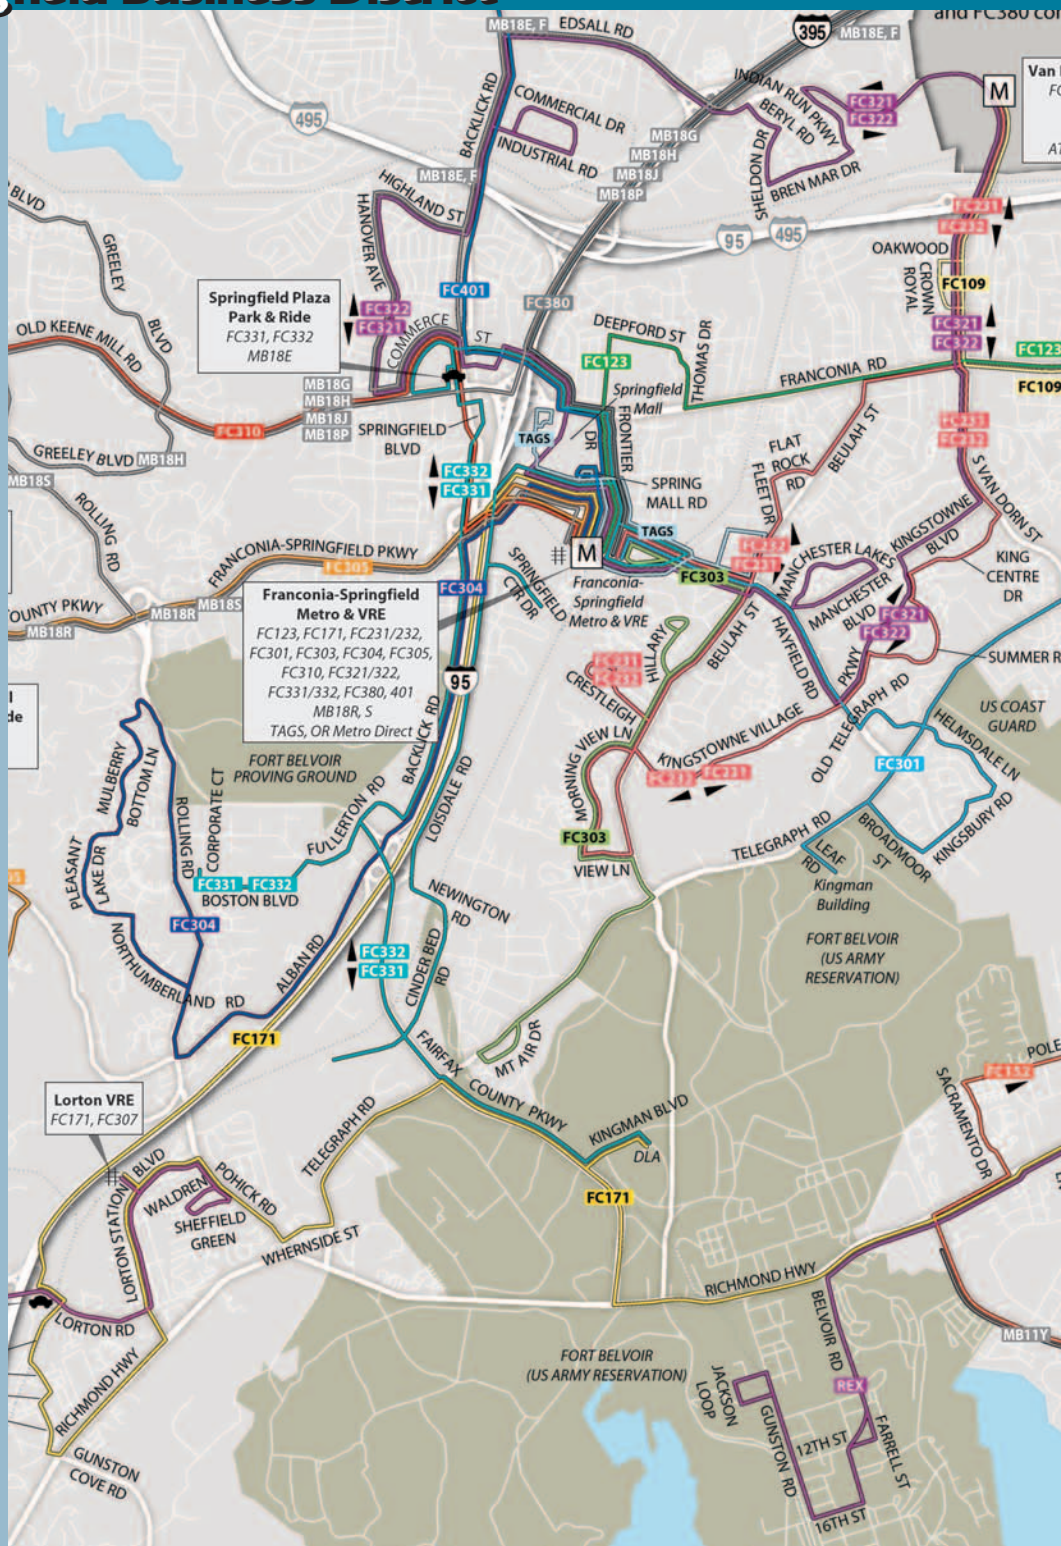 and FC380 co
EDSALL RD
MB18E, F
395
MB18E, F
Van
FC
AT
M
INDIAN RUN PKWY
FC321
FC322
BERYL RD
SHELDON DR
BREN MAR DR
495
BACKLICK RD
COMMERCIAL DR
INDUSTRIAL RD
MB18G
MB18H
MB18J
MB18P
MB18E, F
HIGHLAND ST
HANOVER AVE
BLVD
GREELEY
BLVD
95
495
FC231
FC232
OAKWOOD
CROWN
ROYAL
FC109
FC321
FC322
FC123
FC109
Springfield Plaza
Park & Ride
FC331, FC332
MB18E
FC322
FC321
FC401
FC380
COMMERCE ST
DEEPFORD ST
FC123
THOMAS DR
FRANCONIA RD
OLD KEENE MILL RD
MB18G
MB18H
MB18J
MB18P
FC310
Springfield
Mall
FRONTIER
DR
TAGS
SPRINGFIELD
BLVD
GREELEY BLVD
MB18H
MB18S
FC332
FC331
SPRING
MALL RD
BEULAH ST
FLAT
ROCK
RD
FLEET DR
FC231
FC232
S VAN DORN ST
ROLLING RD
FRANCONIA-SPRINGFIELD PKWY
FC305
TAGS
FC232
FC231
KINGSTOWNE
BLVD
KING
CENTRE
DR
MANCHESTER LAKES
MANCHESTER
BLVD
FC321
FC322
SUMMER R
M
Franconia-
Springfield
Metro & VRE
FC303
SPRINGFIELD
CTR DR
FC304
OUNTY PKWY
MB18R
MB18R
MB18S
Franconia-Springfield
Metro & VRE
FC123, FC171, FC231/232,
FC301, FC303, FC304, FC305,
FC310, FC321/322,
FC331/332, FC380, 401
MB18R, S
TAGS, OR Metro Direct
95
HILLARY
BEULAH ST
HAYFIELD RD
FC231
FC232
CRESTLEIGH
KINGSTOWNE VILLAGE
PKWY
OLD TELEGRAPH RD
US COAST
GUARD
HELMSDALE LN
FC301
FC232
FC231
MORNING VIEW LN
l
de
MULBERRY
BOTTOM LN
FORT BELVOIR
PROVING GROUND
BACKLICK RD
LOISDALE RD
FULLERTON RD
ROLLING RD
CORPORATE CT
PLEASANT
LAKE DR
FC331
FC332
BOSTON BLVD
FC303
VIEW LN
TELEGRAPH RD
LEAF
RD
BROADMOOR
ST
KINGSBURY RD
Kingman
Building
FORT BELVOIR
(US ARMY
RESERVATION)
FC304
NORTHUMBERLAND RD
ALBAN RD
NEWINGTON
RD
CINDER BED
RD
FC332
FC331
FC171
FAIRFAX COUNTY PKWY
MT AIR DR
KINGMAN BLVD
DLA
POLE
FC152
SACRAMENTO DR
Lorton VRE
FC171, FC307
TELEGRAPH RD
FC171
LORTON STATION BLVD
WALDREN
POHICK RD
SHEFFIELD
GREEN
WHERNSIDE ST
RICHMOND HWY
BELVOIR RD
MB11Y
LORTON RD
RICHMOND HWY
FORT BELVOIR
(US ARMY RESERVATION)
JACKSON
LOOP
GUNSTON RD
REX
12TH ST
FARRELL ST
16TH ST
GUNSTON
COVE RD